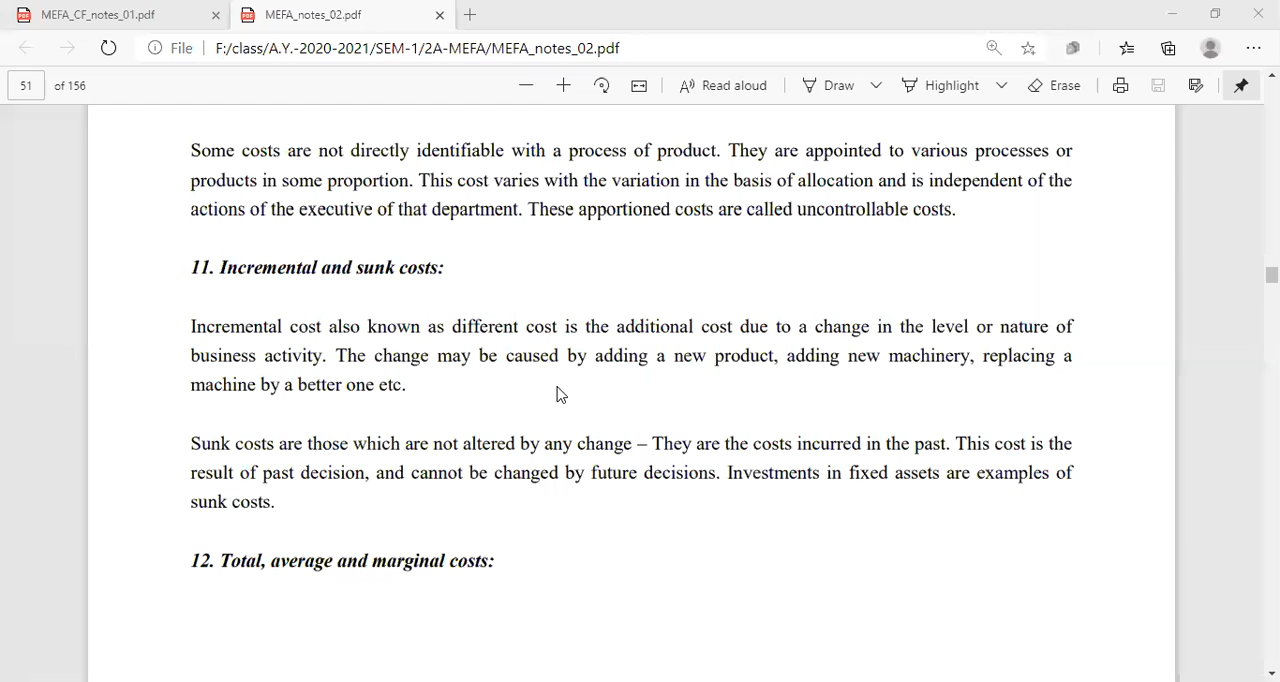 MEFA_CF_notes_01.pdf
MEFA_notes_02.pdf
File
F:/class/A.Y.-2020-2021/SEM-1/2A-MEFA/MEFA_notes_02.pdf
51 of 156
Read aloud
Draw
Highlight
Erase
Some costs are not directly identifiable with a process of product. They are appointed to various processes or
products in some proportion. This cost varies with the variation in the basis of allocation and is independent of the
actions of the executive of that department. These apportioned costs are called uncontrollable costs.
11. Incremental and sunk costs:
Incremental cost also known as different cost is the additional cost due to a change in the level or nature of
business activity. The change may be caused by adding a new product, adding new machinery, replacing a
machine by a better one etc.
Sunk costs are those which are not altered by any change – They are the costs incurred in the past. This cost is the
result of past decision, and cannot be changed by future decisions. Investments in fixed assets are examples of
sunk costs.
12. Total, average and marginal costs: